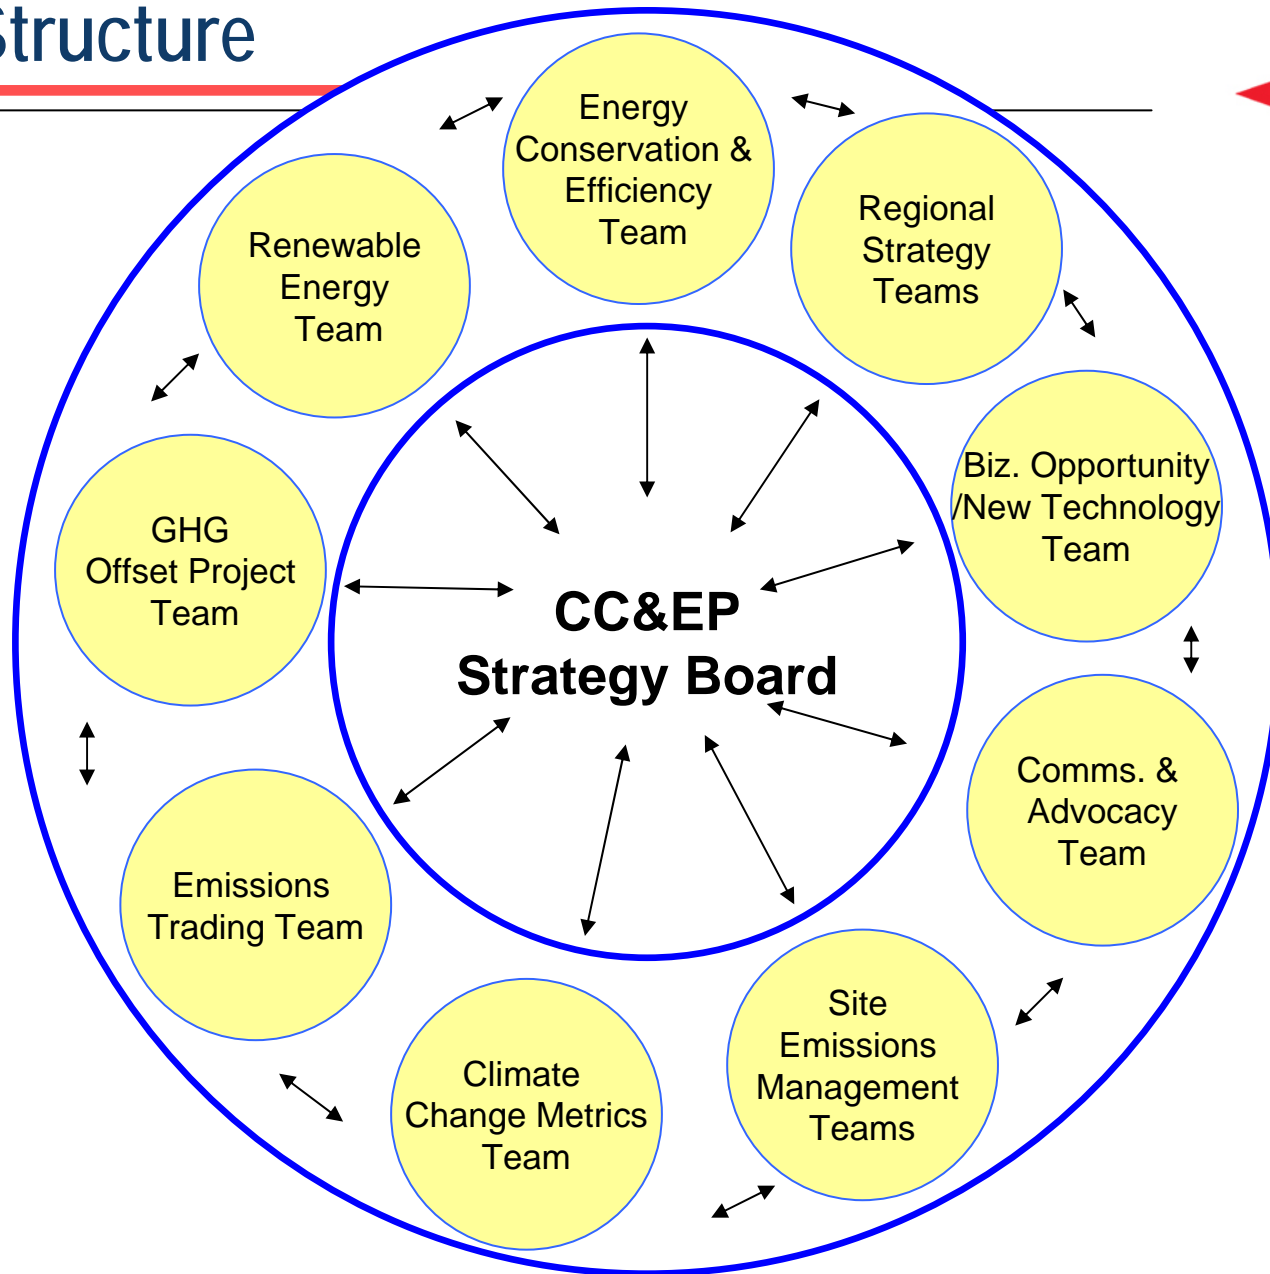 Structure
Energy
Conservation &
Efficiency
Team
Regional
Strategy
Teams
Renewable
Energy
Team
Biz. Opportunity
/New Technology
Team
GHG
Offset Project
Team
CC&EP
Strategy Board
Comms. &
Advocacy
Team
Emissions
Trading Team
Site
Emissions
Management
Teams
Climate
Change Metrics
Team